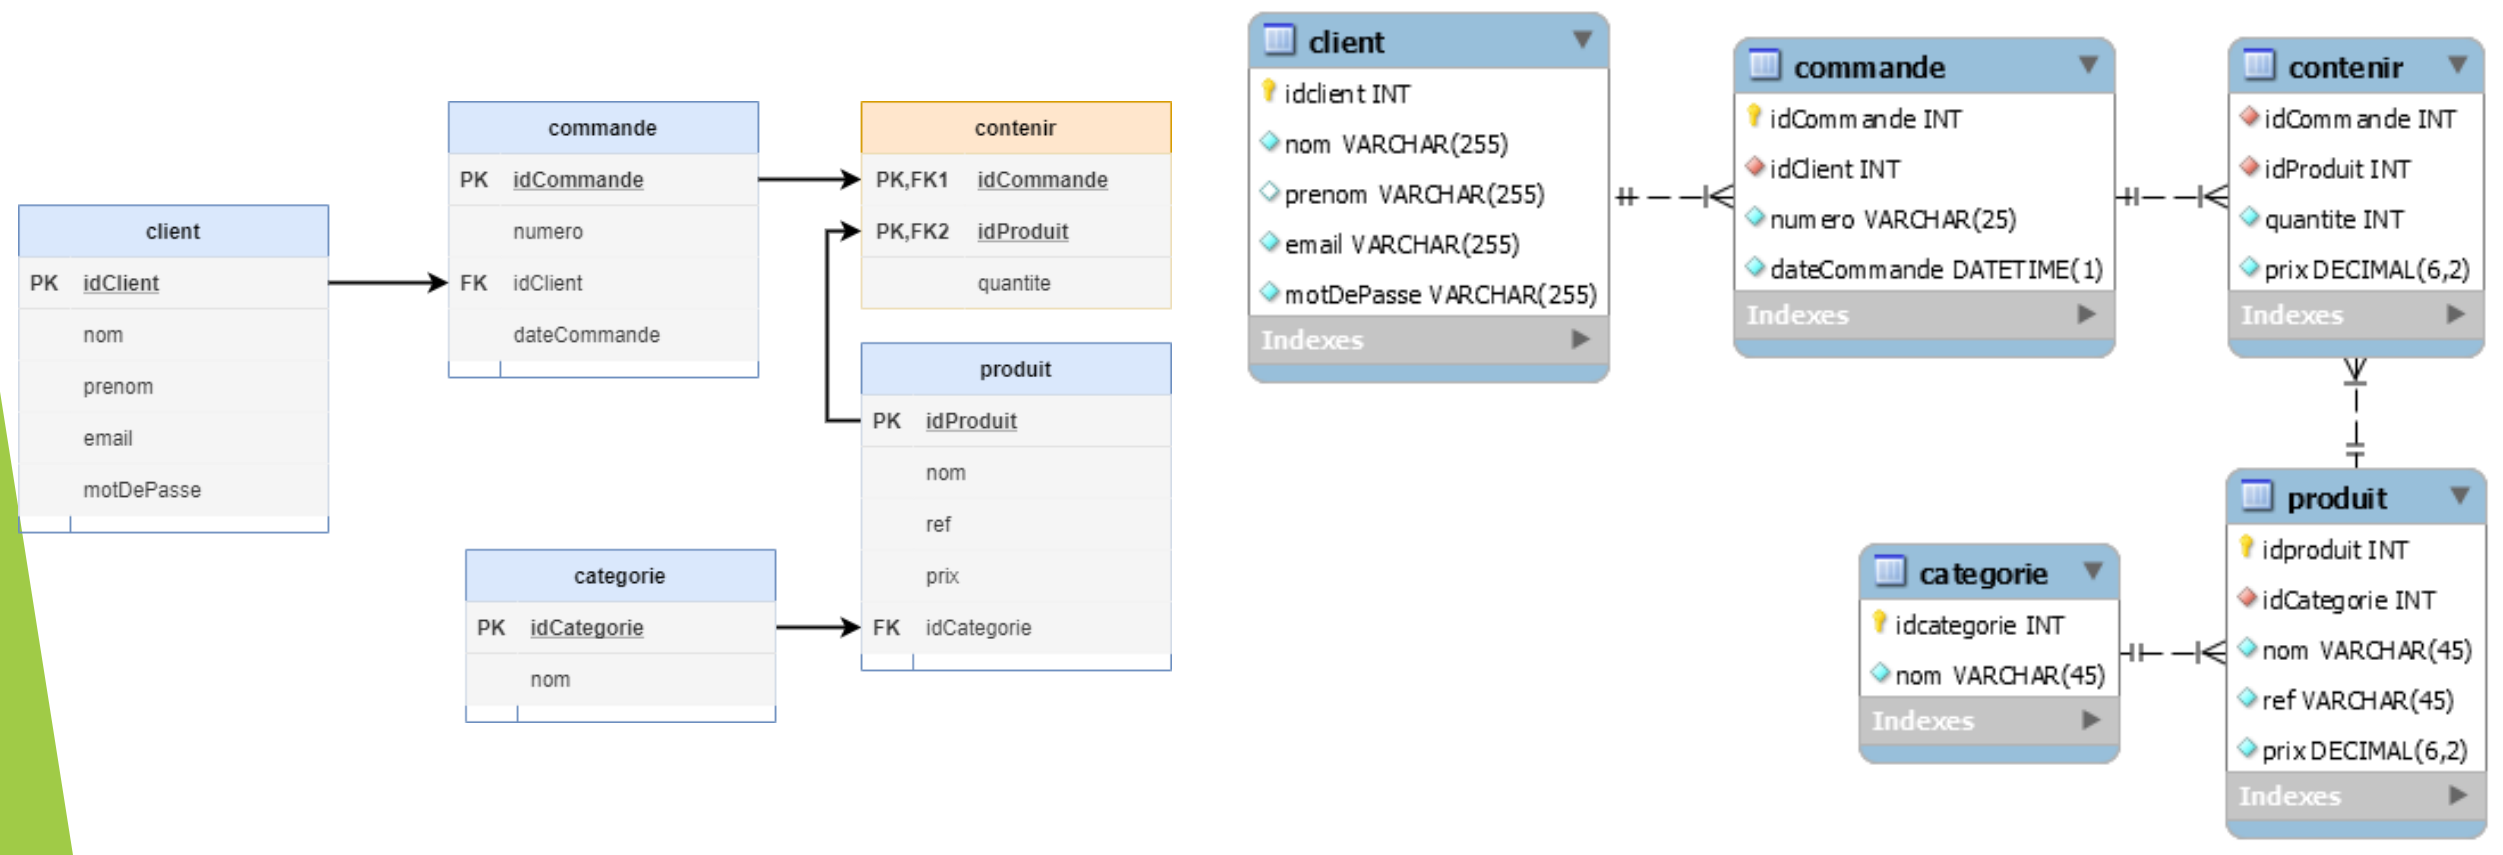 client
PK idClient
nom
prenom
email
motDePasse
commande
PK idCommande
numero
FK idClient
dateCommande
contenir
PK,FK1 idCommande
PK,FK2 idProduit
quantite
produit
PK idProduit
nom
ref
prix
FK idCategorie
categorie
PK idCategorie
nom
client
idclient INT
nom VARCHAR(255)
prenom VARCHAR(255)
email VARCHAR(255)
motDePasse VARCHAR(255)
Indexes
commande
idCommande INT
idClient INT
numero VARCHAR(25)
dateCommande DATETIME(1)
Indexes
contenir
idCommande INT
idProduit INT
quantite INT
prix DECIMAL(6,2)
Indexes
categorie
idcategorie INT
nom VARCHAR(45)
Indexes
produit
idproduit INT
idCategorie INT
nom VARCHAR(45)
ref VARCHAR(45)
prix DECIMAL(6,2)
Indexes